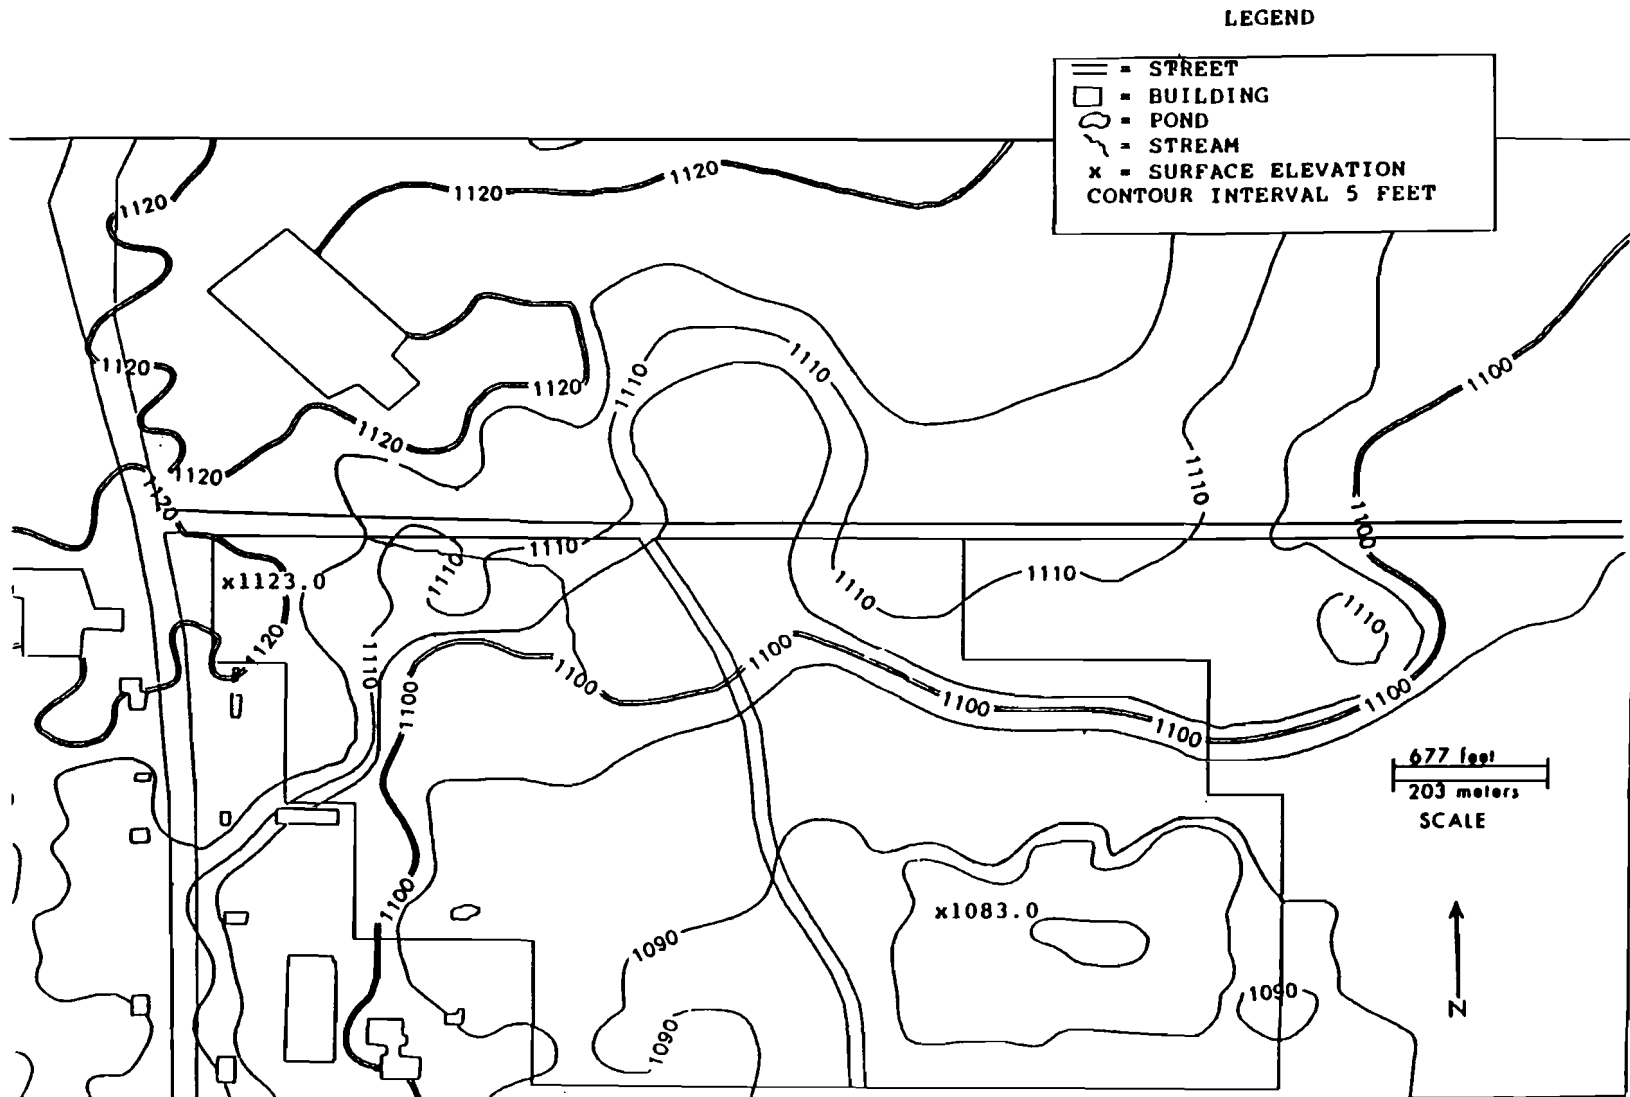 LEGEND
= STREET
= BUILDING
= POND
= STREAM
x = SURFACE ELEVATION
CONTOUR INTERVAL 5 FEET
1120
1120
1120
1120
1120
1120
1120
1120
1120
1110
1110
1100
1110
1100
x1123.0
1120
1110
1110
1110
1110
1110
1110
1100
1100
1100
1100
1100
1100
1100
677 feet
203 meters
SCALE
x1083.0
1090
1090
1090
N